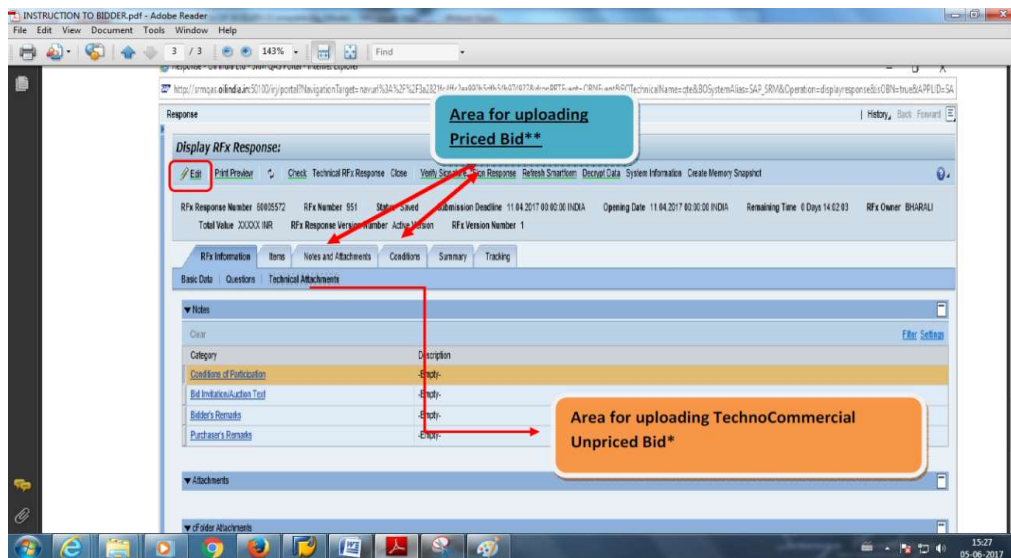 INSTRUCTION TO BIDDER.pdf - Adobe Reader
File Edit View Document Tools Window Help
3 / 3 143% Find
Response
History, Back Forward
Area for uploading
Priced Bid**
Display RFx Response:
Edit Print Preview Check Technical RFx Response Close Verify Signature Sign Response Refresh Smartform Decrypt Data System Information Create Memory Snapshot
RFx Response Number 60005572 RFx Number 951 Status Saved Submission Deadline 11.04.2017 00:00:00 INDIA Opening Date 11.04.2017 00:00:00 INDIA Remaining Time 0 Days 14:02:03 RFx Owner BHARALI
Total Value XXXXX INR RFx Response Version Number Active Version RFx Version Number 1
RFx Information Items Notes and Attachments Conditions Summary Tracking
Basic Data Questions Technical Attachments
Notes
Clear Filter Settings
Category Description
Conditions of Participation -Empty-
Bid Invitation/Auction Text -Empty-
Bidder's Remarks -Empty-
Purchaser's Remarks -Empty-
Area for uploading TechnoCommercial
Unpriced Bid*
Attachments
cFolder Attachments
15:27
05-06-2017